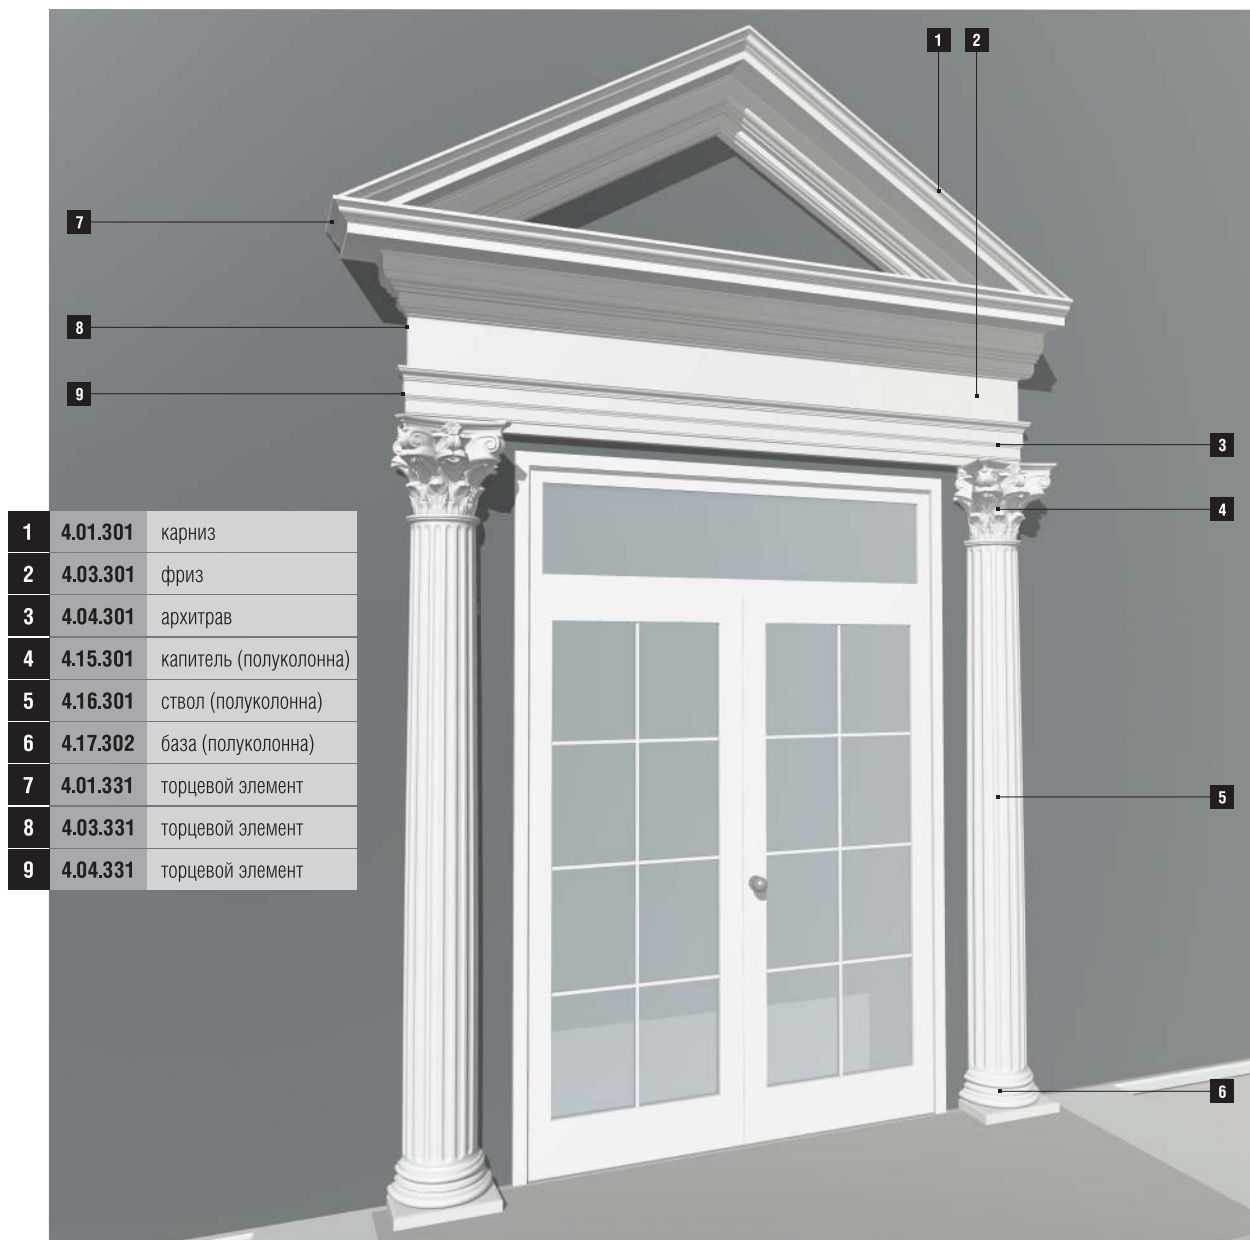 1 2
7
8
9
3
4
1 4.01.301 карниз
2 4.03.301 фриз
3 4.04.301 архитрав
4 4.15.301 капитель (полуколонна)
5 4.16.301 ствол (полуколонна)
6 4.17.302 база (полуколонна)
7 4.01.331 торцевой элемент
8 4.03.331 торцевой элемент
9 4.04.331 торцевой элемент
5
6